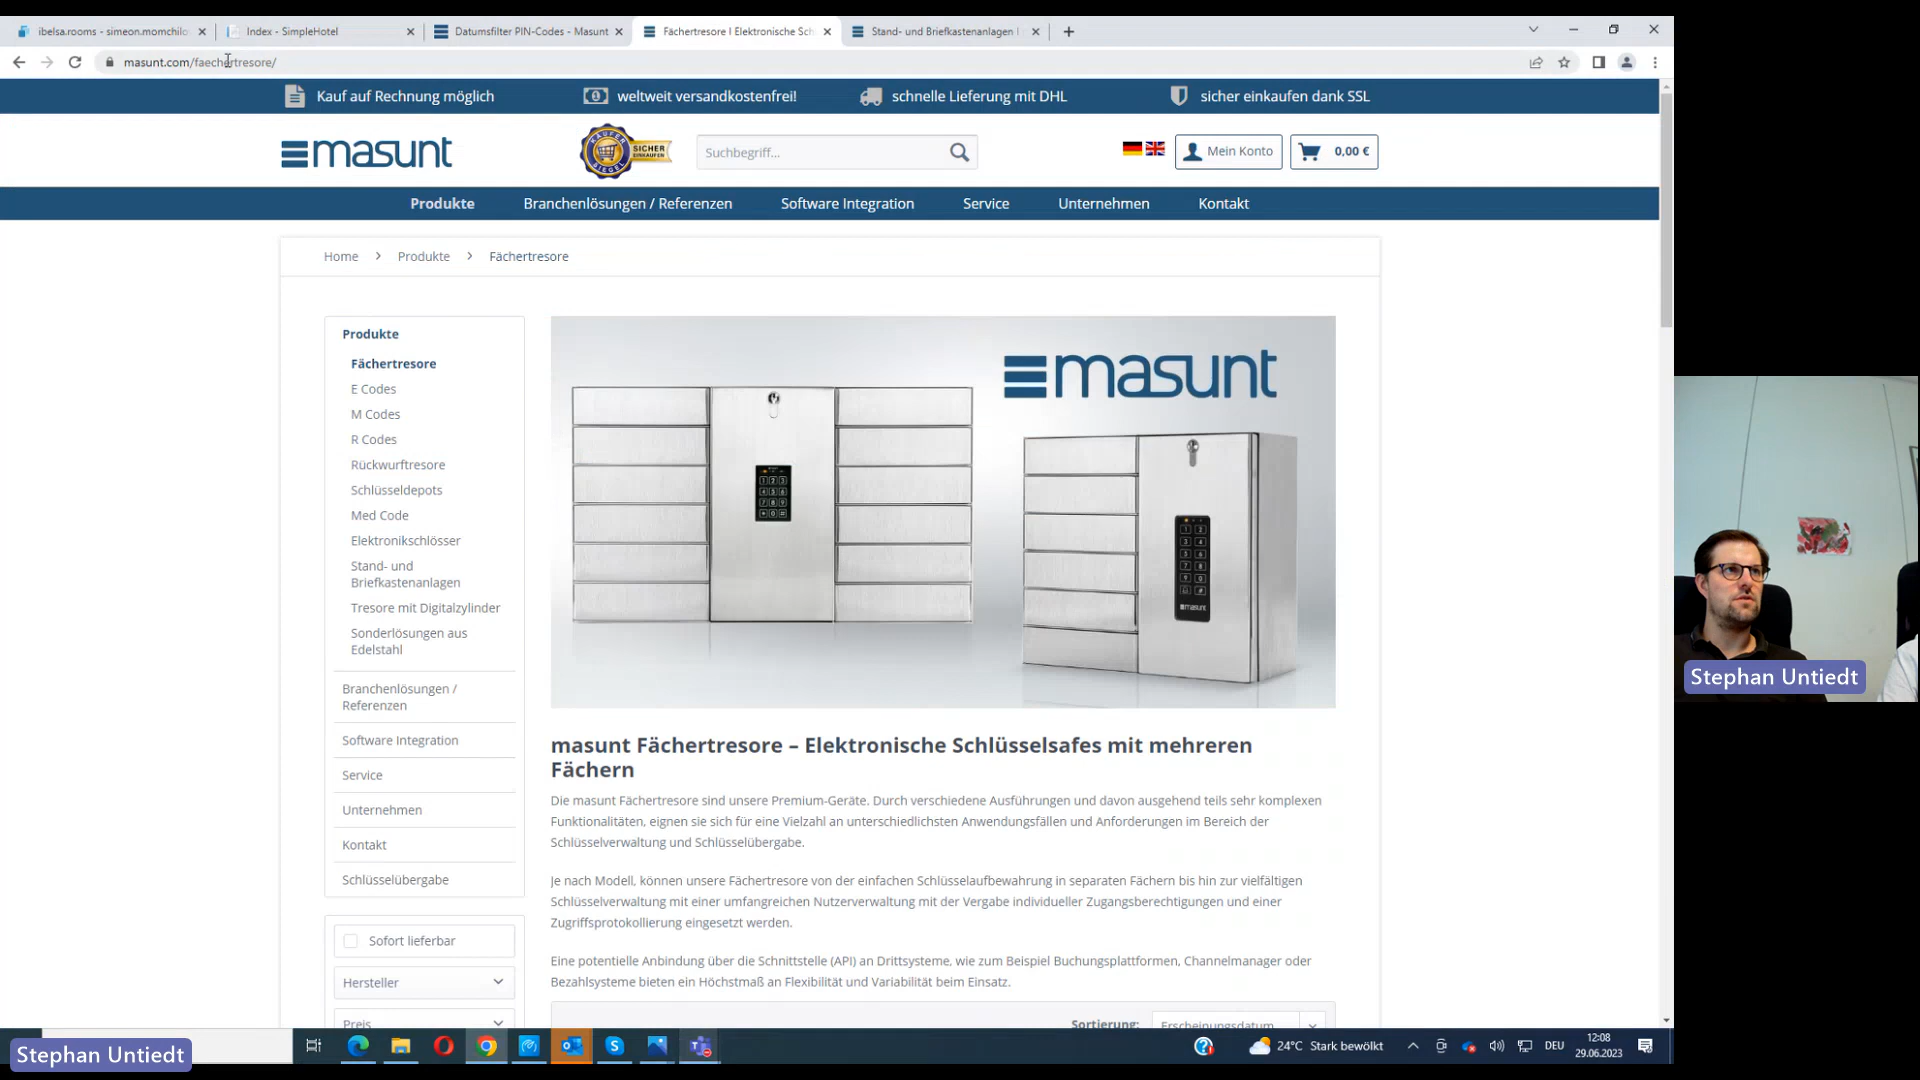 ibelsa.rooms - simeon.momchilo
Index - SimpleHotel
Datumsfilter PIN-Codes - Masunt
Fächertresore I Elektronische Sch
Stand- und Briefkastenanlagen
masunt.com/faechertresore/
Kauf auf Rechnung möglich
weltweit versandkostenfrei!
schnelle Lieferung mit DHL
sicher einkaufen dank SSL
masunt
SICHER EINKAUFEN
Suchbegriff...
Mein Konto
0,00 €
Produkte
Branchenlösungen / Referenzen
Software Integration
Service
Unternehmen
Kontakt
Home
Produkte
Fächertresore
Produkte
Fächertresore
E Codes
M Codes
R Codes
Rückwurftresore
Schlüsseldepots
Med Code
Elektronikschlösser
Stand- und
Briefkastenanlagen
Tresore mit Digitalzylinder
Sonderlösungen aus
Edelstahl
Branchenlösungen /
Referenzen
Software Integration
Service
Unternehmen
Kontakt
Schlüsselübergabe
Sofort lieferbar
Hersteller
Preis
masunt
masunt
masunt Fächertresore – Elektronische Schlüsselsafes mit mehreren
Fächern
Die masunt Fächertresore sind unsere Premium-Geräte. Durch verschiedene Ausführungen und davon ausgehend teils sehr komplexen
Funktionalitäten, eignen sie sich für eine Vielzahl an unterschiedlichsten Anwendungsfällen und Anforderungen im Bereich der
Schlüsselverwaltung und Schlüsselübergabe.
Je nach Modell, können unsere Fächertresore von der einfachen Schlüsselaufbewahrung in separaten Fächern bis hin zur vielfältigen
Schlüsselverwaltung mit einer umfangreichen Nutzerverwaltung mit der Vergabe individueller Zugangsberechtigungen und einer
Zugriffsprotokollierung eingesetzt werden.
Eine potentielle Anbindung über die Schnittstelle (API) an Drittsysteme, wie zum Beispiel Buchungsplattformen, Channelmanager oder
Bezahlsysteme bieten ein Höchstmaß an Flexibilität und Variabilität beim Einsatz.
Sortierung:
Erscheinungsdatum
Stephan Untiedt
Stephan Untiedt
24°C Stark bewölkt
DEU
12:08
29.06.2023